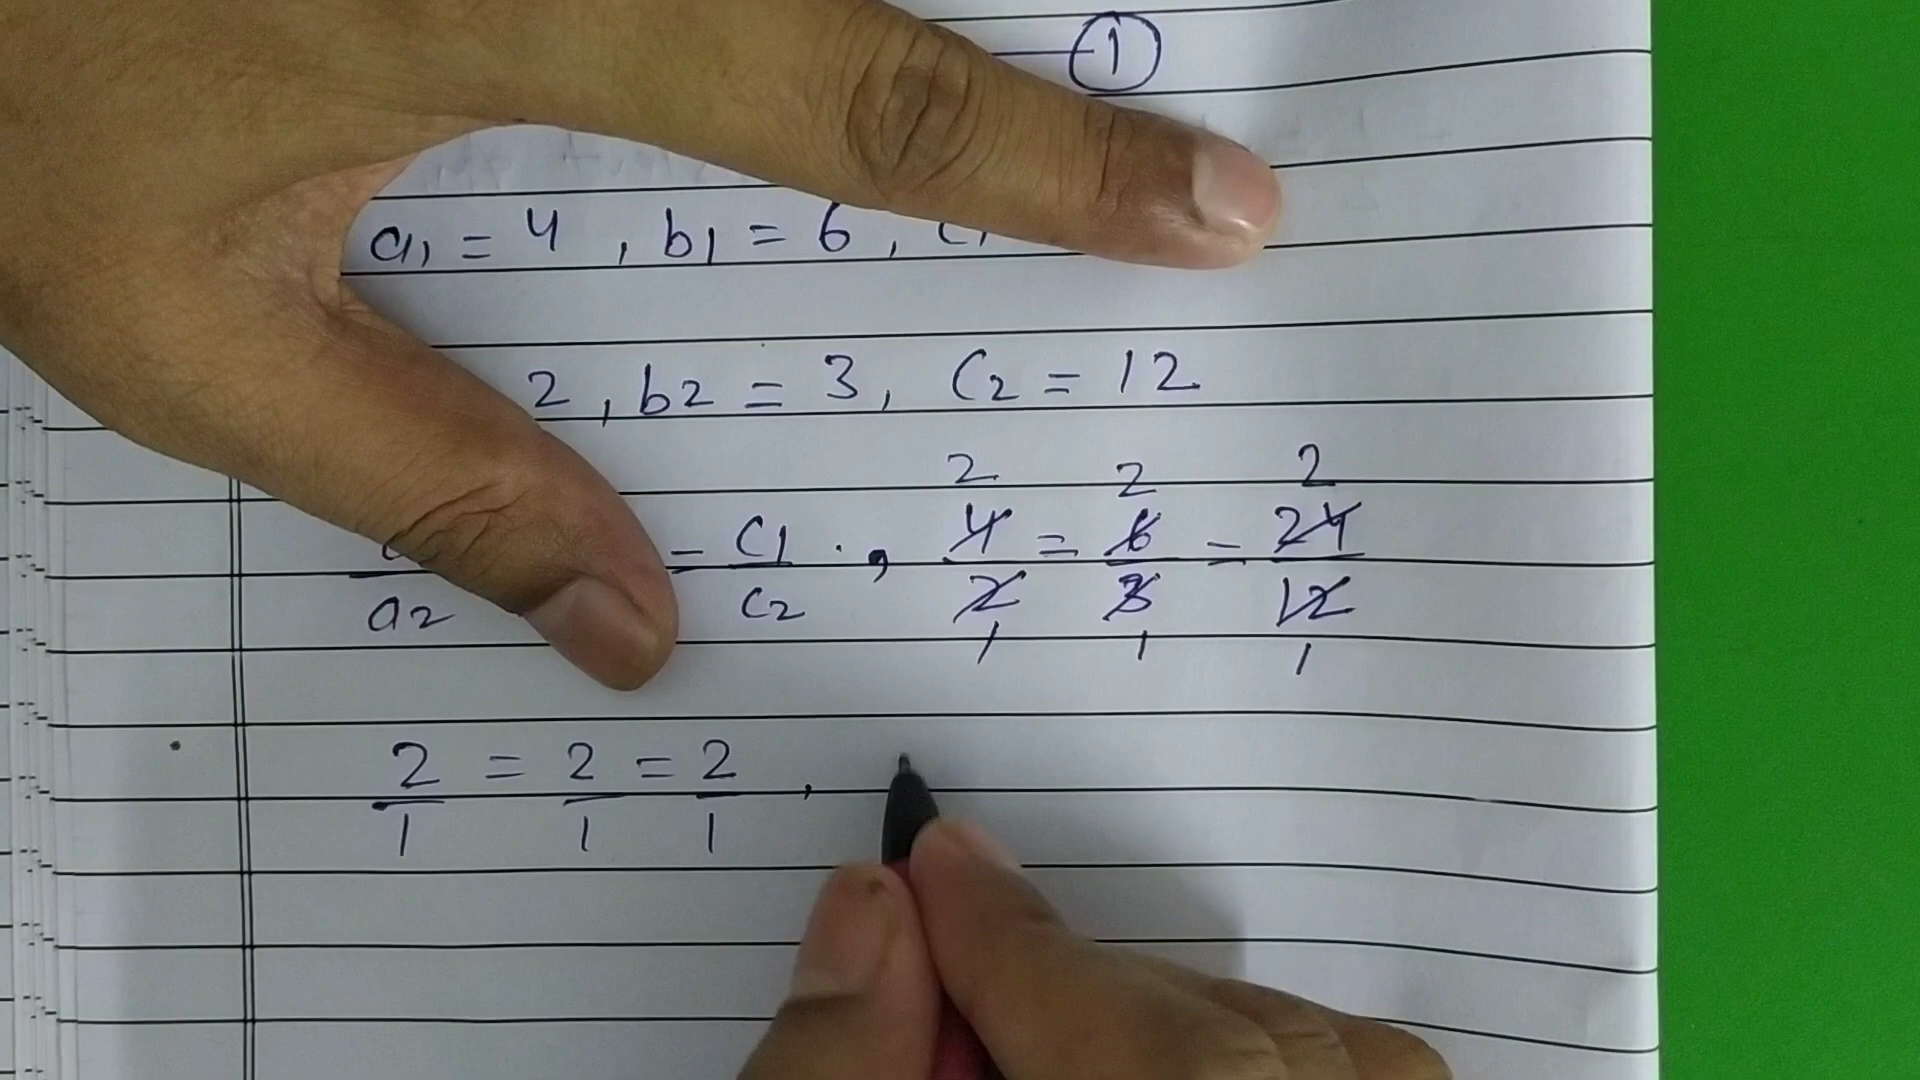 ①
a1 = 4 , b1 = 6 , c1
2 , b2 = 3 , c2 = 12
2 2 2
= c1/c2 , 4/2 = 6/3 = 24/12
a2
1 1 1
2/1 = 2/1 = 2/1 ,